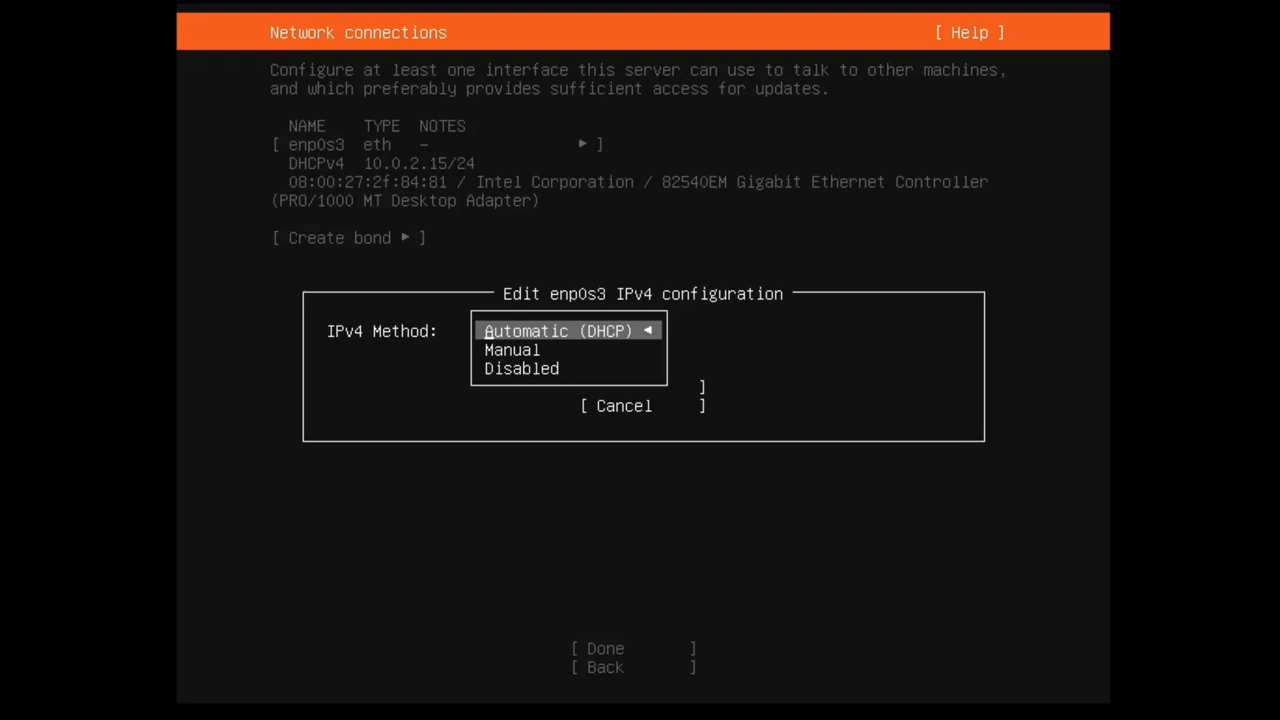 Network connections [ Help ]
Configure at least one interface this server can use to talk to other machines,
and which preferably provides sufficient access for updates.
NAME TYPE NOTES
[ enp0s3 eth – ▸ ]
DHCPv4 10.0.2.15/24
08:00:27:2f:84:81 / Intel Corporation / 82540EM Gigabit Ethernet Controller
(PRO/1000 MT Desktop Adapter)
[ Create bond ▸ ]
Edit enp0s3 IPv4 configuration
IPv4 Method: Automatic (DHCP) ◂
Manual
Disabled
]
[ Cancel ]
[ Done ]
[ Back ]